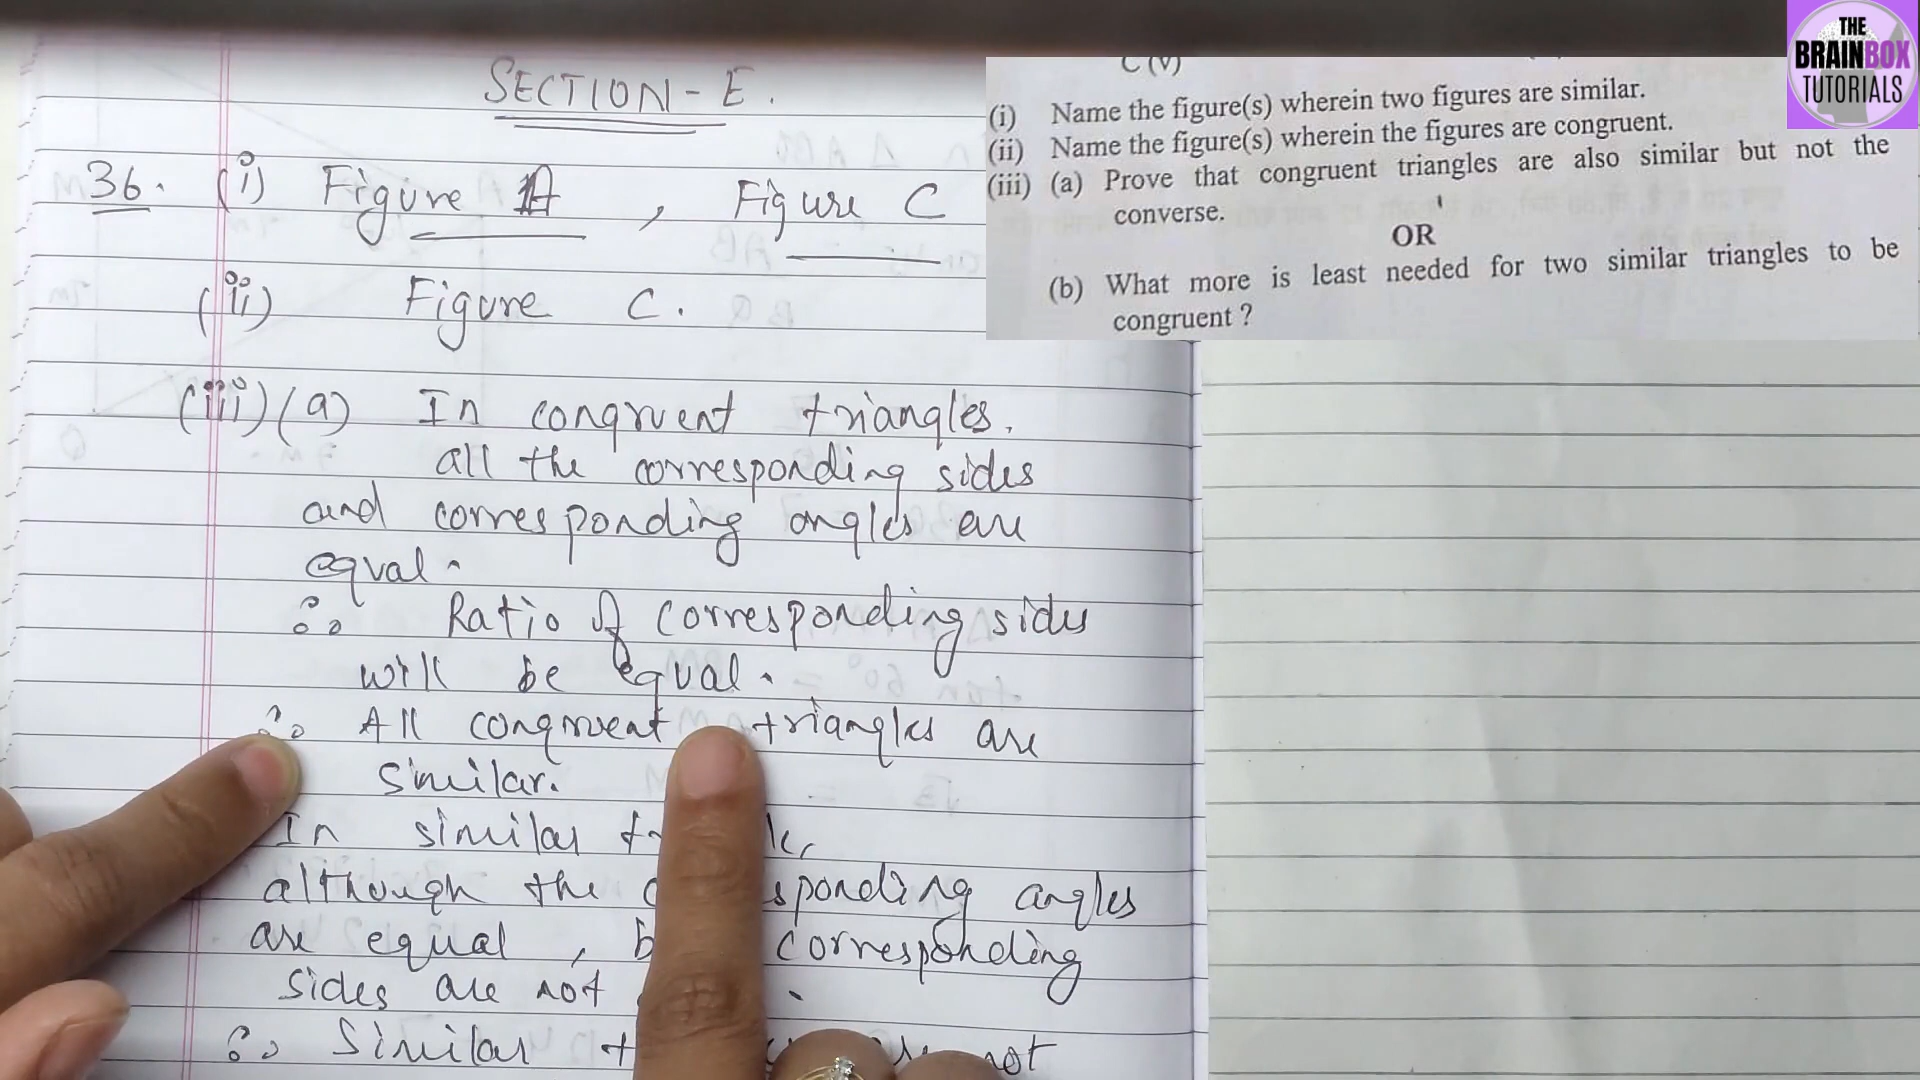 SECTION - E.
36. (i) Figure A , Figure C
(ii) Figure C.
(iii) (a) In congruent triangles,
all the corresponding sides
and corresponding angles are
equal.
∴ Ratio of corresponding sides
will be equal.
∴ All congruent triangles are
similar.
In similar
although the angles
are equal , corresponding
sides are not
∴ Similar not
C (V)
(i) Name the figure(s) wherein two figures are similar.
(ii) Name the figure(s) wherein the figures are congruent.
(iii) (a) Prove that congruent triangles are also similar but not the
converse.
OR
(b) What more is least needed for two similar triangles to be
congruent ?
THE
BRAINBOX
TUTORIALS